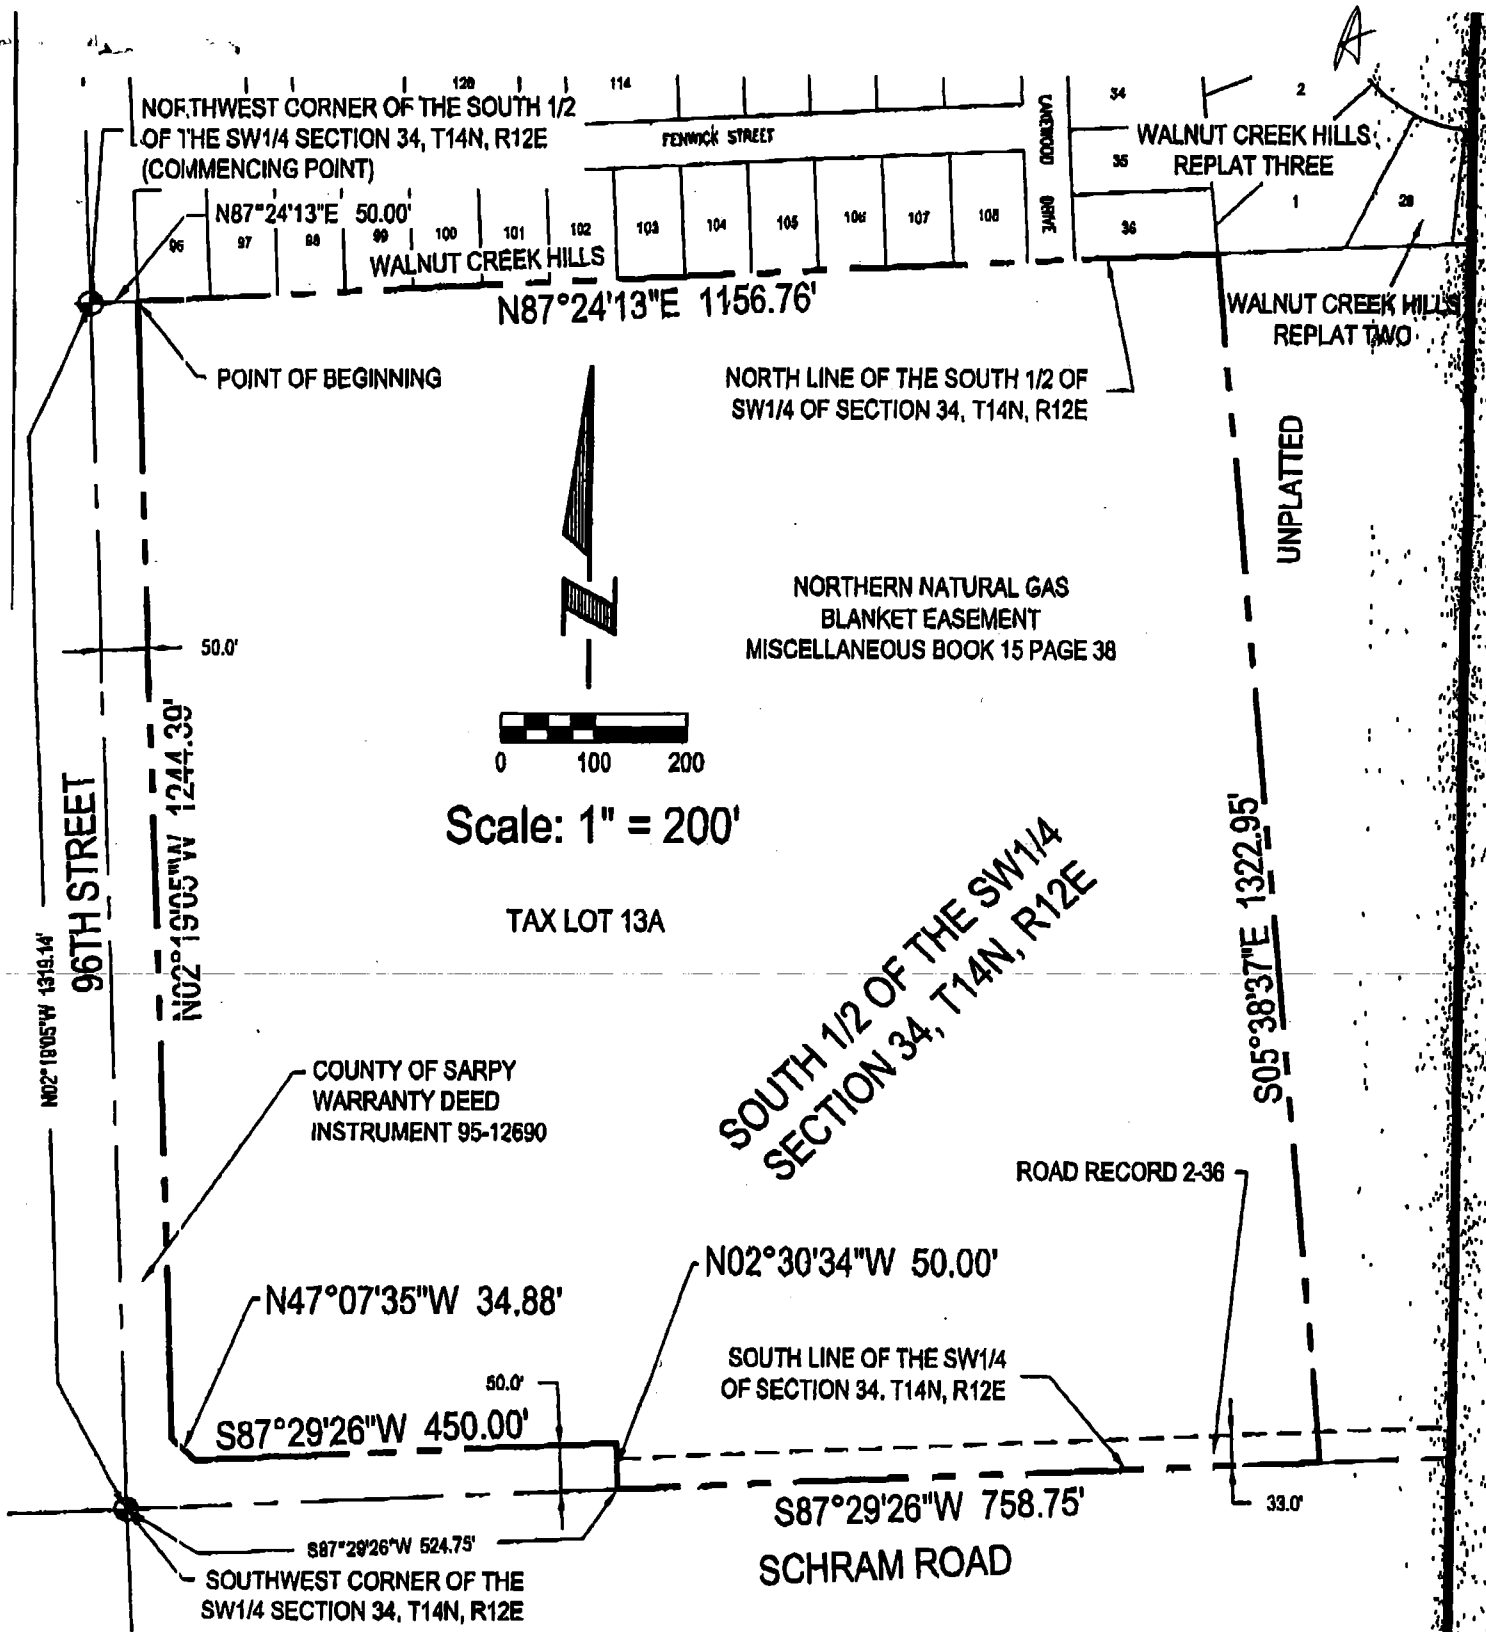 A
120
114
34
2
NORTHWEST CORNER OF THE SOUTH 1/2
OF THE SW1/4 SECTION 34, T14N, R12E
(COMMENCING POINT)
FENWICK STREET
LAKEWOOD DRIVE
WALNUT CREEK HILLS
REPLAT THREE
35
1
28
N87°24'13"E 50.00'
96
97
98
99
100
101
102
103
104
105
106
107
108
36
WALNUT CREEK HILLS
N87°24'13"E 1156.76'
WALNUT CREEK HILLS
REPLAT TWO
POINT OF BEGINNING
NORTH LINE OF THE SOUTH 1/2 OF
SW1/4 OF SECTION 34, T14N, R12E
UNPLATTED
NORTHERN NATURAL GAS
BLANKET EASEMENT
MISCELLANEOUS BOOK 15 PAGE 38
50.0'
N02°19'05"W 1244.39'
0 100 200
Scale: 1" = 200'
96TH STREET
N02°19'05"W 1319.14'
TAX LOT 13A
SOUTH 1/2 OF THE SW1/4
SECTION 34, T14N, R12E
S05°38'37"E 1322.95'
COUNTY OF SARPY
WARRANTY DEED
INSTRUMENT 95-12690
ROAD RECORD 2-36
N02°30'34"W 50.00'
N47°07'35"W 34.88'
SOUTH LINE OF THE SW1/4
OF SECTION 34, T14N, R12E
50.0'
S87°29'26"W 450.00'
S87°29'26"W 758.75'
33.0'
S87°29'26"W 524.75'
SCHRAM ROAD
SOUTHWEST CORNER OF THE
SW1/4 SECTION 34, T14N, R12E